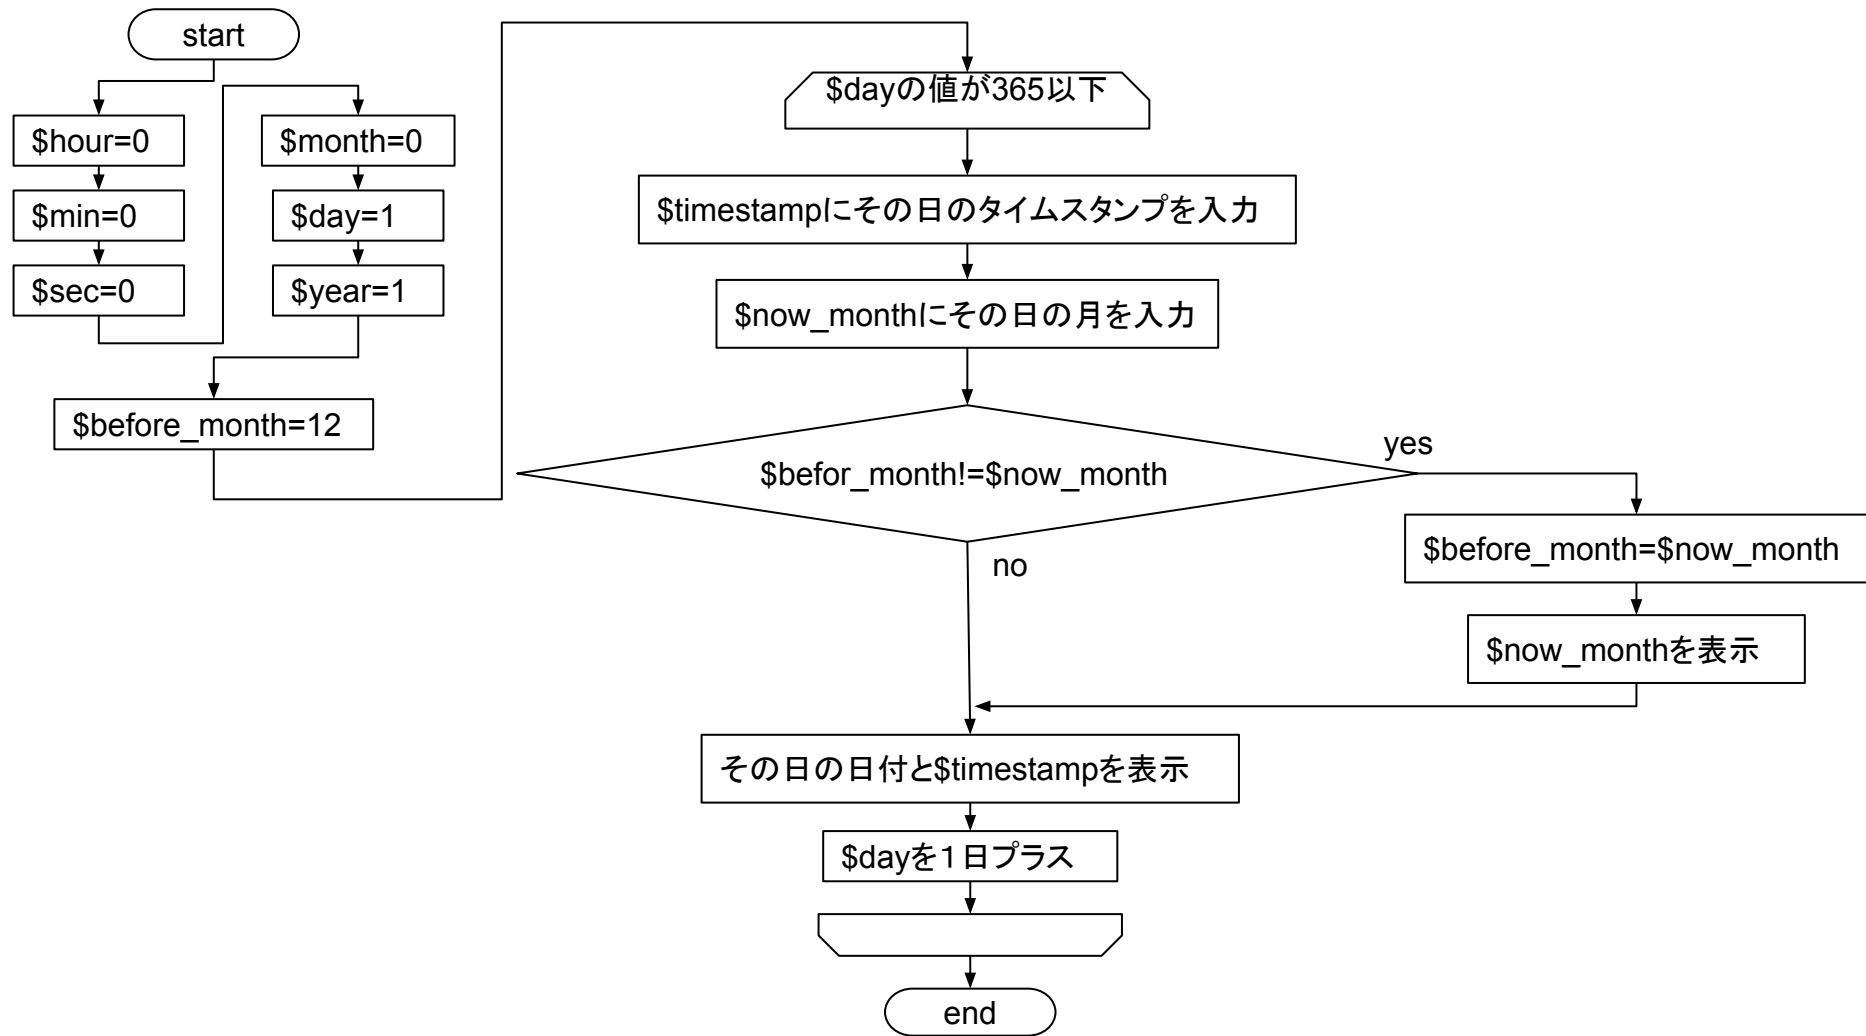 start
$hour=0
$min=0
$sec=0
$month=0
$day=1
$year=1
$before_month=12
$dayの値が365以下
$timestampにその日のタイムスタンプを入力
$now_monthにその日の月を入力
$befor_month!=$now_month
yes
no
$before_month=$now_month
$now_monthを表示
その日の日付と$timestampを表示
$dayを１日プラス
end